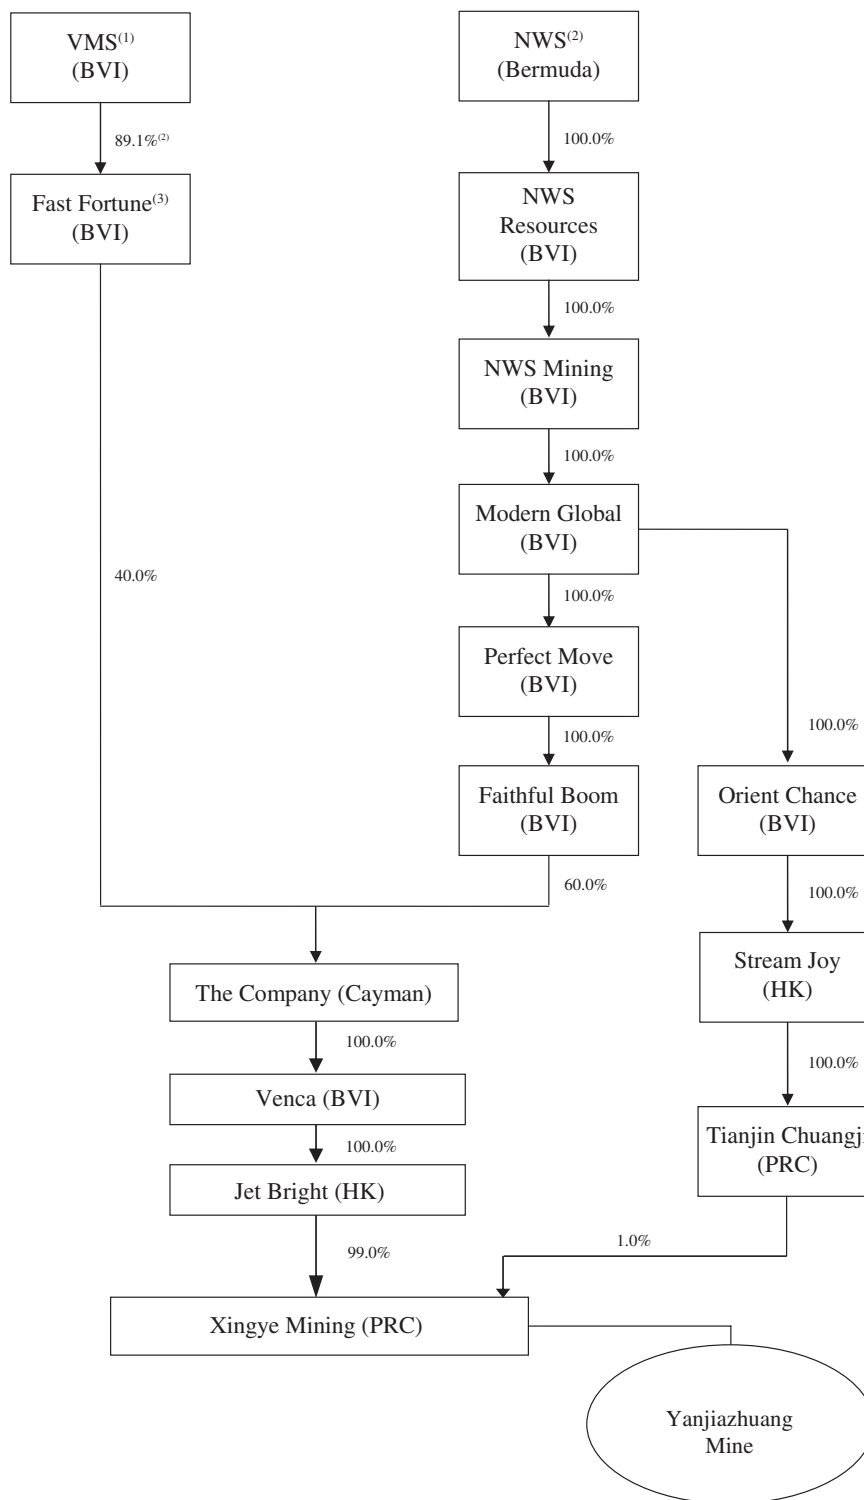 VMS(1)
(BVI)
NWS(2)
(Bermuda)
89.1%(2)
100.0%
Fast Fortune(3)
(BVI)
NWS
Resources
(BVI)
100.0%
NWS Mining
(BVI)
100.0%
Modern Global
(BVI)
40.0%
100.0%
Perfect Move
(BVI)
100.0%
100.0%
Faithful Boom
(BVI)
Orient Chance
(BVI)
60.0%
100.0%
Stream Joy
(HK)
The Company (Cayman)
100.0%
100.0%
Venca (BVI)
Tianjin Chuangji
(PRC)
100.0%
Jet Bright (HK)
99.0%
1.0%
Xingye Mining (PRC)
Yanjiazhuang
Mine